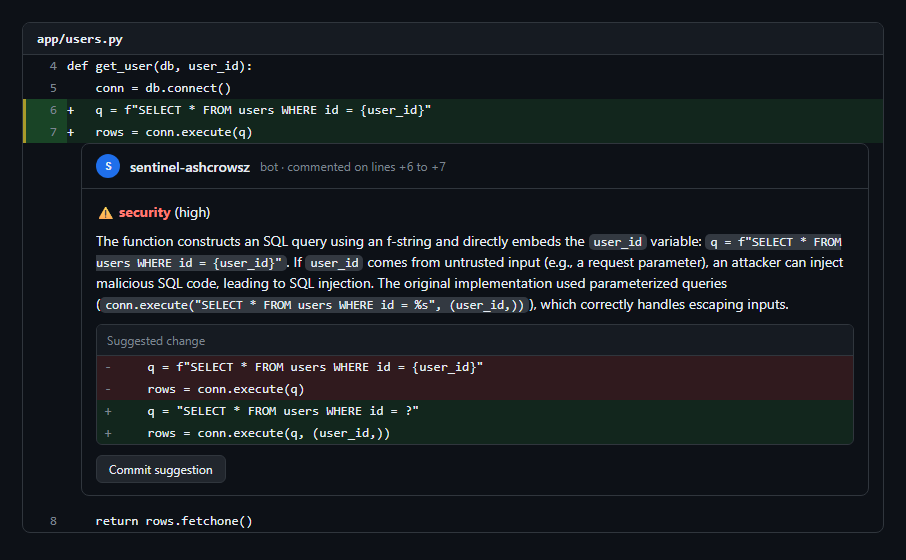 app/users.py
4 def get_user(db, user_id):
5 conn = db.connect()
6 + q = f"SELECT * FROM users WHERE id = {user_id}"
7 + rows = conn.execute(q)
S sentinel-ashcrowsz bot · commented on lines +6 to +7
⚠️ security (high)
The function constructs an SQL query using an f-string and directly embeds the user_id variable: q = f"SELECT * FROM
users WHERE id = {user_id}". If user_id comes from untrusted input (e.g., a request parameter), an attacker can inject
malicious SQL code, leading to SQL injection. The original implementation used parameterized queries
(conn.execute("SELECT * FROM users WHERE id = %s", (user_id,))), which correctly handles escaping inputs.
Suggested change
- q = f"SELECT * FROM users WHERE id = {user_id}"
- rows = conn.execute(q)
+ q = "SELECT * FROM users WHERE id = ?"
+ rows = conn.execute(q, (user_id,))
Commit suggestion
8 return rows.fetchone()